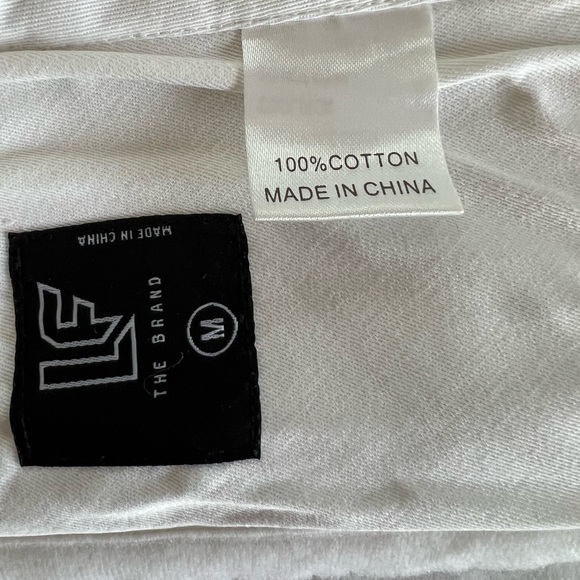 100%COTTON
MADE IN CHINA
LF
THE BRAND
M
MADE IN CHINA